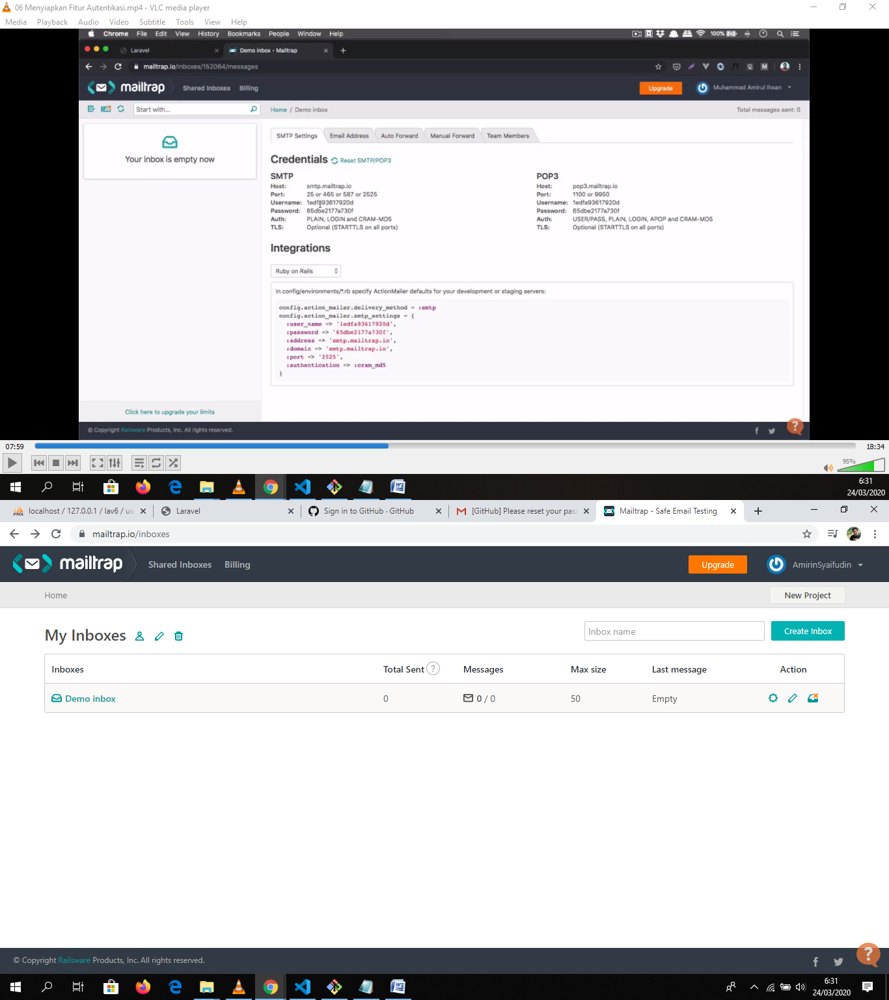 06 Menyiapkan Fitur Autentikasi.mp4 - VLC media player
Media Playback Audio Video Subtitle Tools View Help
Chrome File Edit View History Bookmarks People Window Help 100%
Laravel Demo inbox - Mailtrap
mailtrap.io/inboxes/152064/messages
mailtrap Shared Inboxes Billing Upgrade Muhammad Amirul Ihsan
Start with... Home / Demo inbox Total messages sent: 0
Your inbox is empty now
SMTP Settings Email Address Auto Forward Manual Forward Team Members
Credentials Reset SMTP/POP3
SMTP POP3
Host: smtp.mailtrap.io Host: pop3.mailtrap.io
Port: 25 or 465 or 587 or 2525 Port: 1100 or 9950
Username: 1edfa93617920d Username: 1edfa93617920d
Password: 65dbe2177a730f Password: 65dbe2177a730f
Auth: PLAIN, LOGIN and CRAM-MD5 Auth: USER/PASS, PLAIN, LOGIN, APOP and CRAM-MD5
TLS: Optional (STARTTLS on all ports) TLS: Optional (STARTTLS on all ports)
Integrations
Ruby on Rails
In config/environments/*.rb specify ActionMailer defaults for your development or staging servers:
config.action_mailer.delivery_method = :smtp
config.action_mailer.smtp_settings = {
:user_name => '1edfa93617920d',
:password => '65dbe2177a730f',
:address => 'smtp.mailtrap.io',
:domain => 'smtp.mailtrap.io',
:port => '2525',
:authentication => :cram_md5
}
Click here to upgrade your limits
© Copyright Railsware Products, Inc. All rights reserved.
07:59 18:34
95%
6:31
24/03/2020
localhost / 127.0.0.1 / lav6 / us Laravel Sign in to GitHub · GitHub [GitHub] Please reset your pas Mailtrap - Safe Email Testing
mailtrap.io/inboxes
mailtrap Shared Inboxes Billing Upgrade AmirinSyaifudin
Home New Project
My Inboxes Inbox name Create Inbox
Inboxes Total Sent ? Messages Max size Last message Action
Demo inbox 0 0 / 0 50 Empty
© Copyright Railsware Products, Inc. All rights reserved.
6:31
24/03/2020